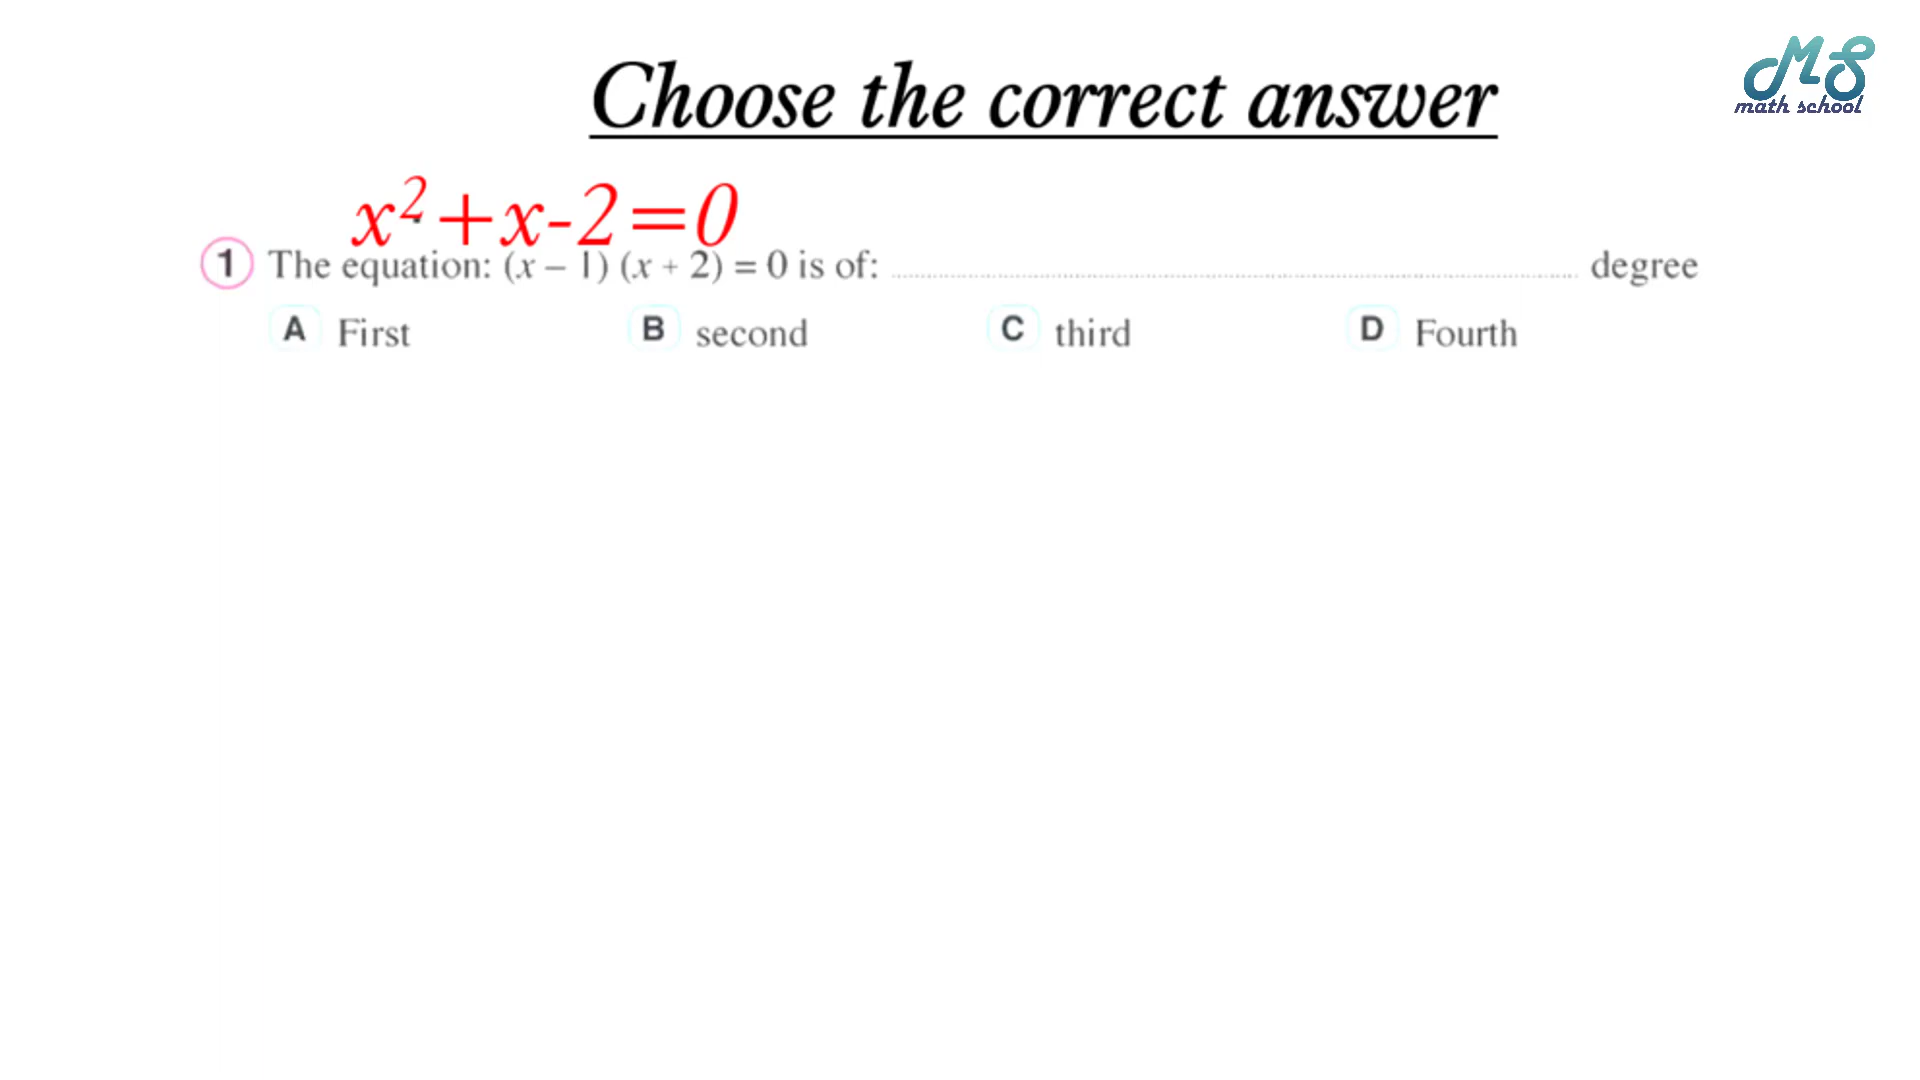 Choose the correct answer
MS
math school
x²+x-2=0
1 The equation: (x – 1) (x + 2) = 0 is of: ........................................ degree
A First B second C third D Fourth